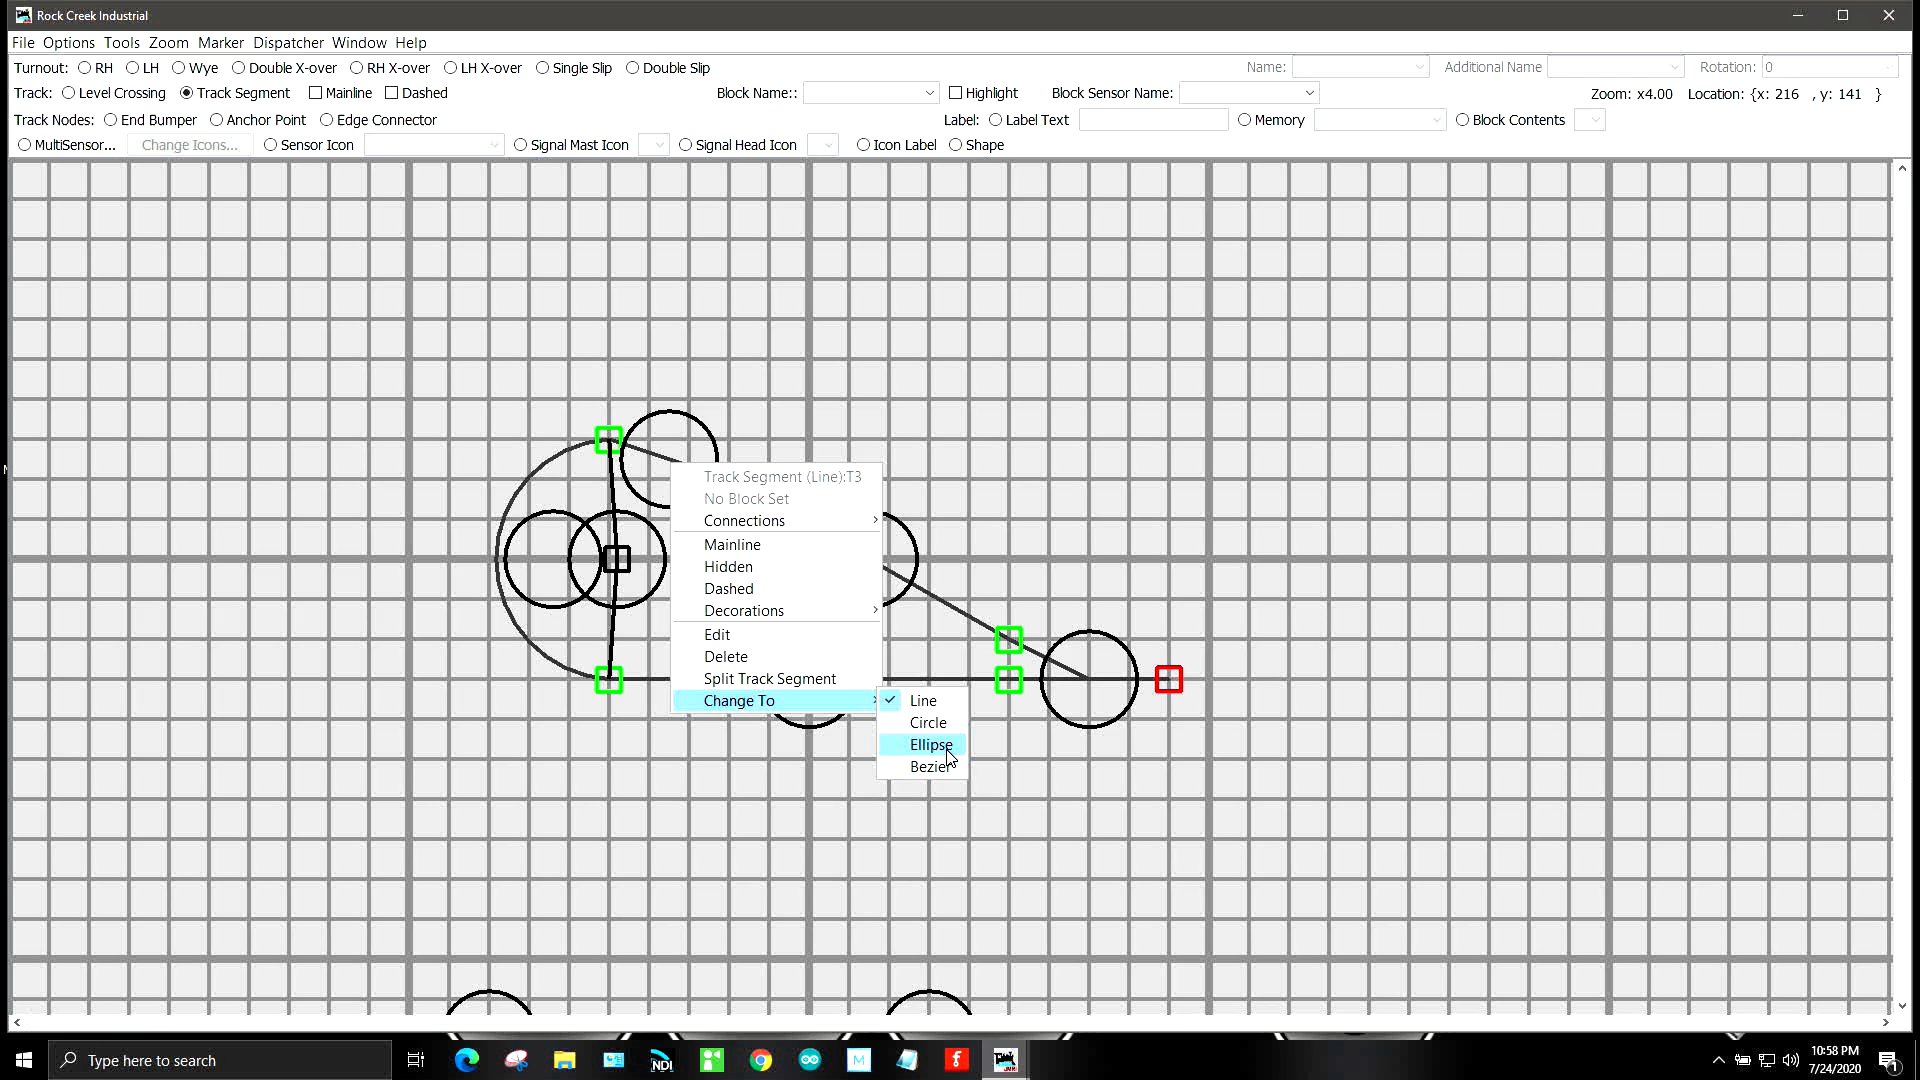 Rock Creek Industrial
File Options Tools Zoom Marker Dispatcher Window Help
Turnout: RH LH Wye Double X-over RH X-over LH X-over Single Slip Double Slip Name: Additional Name Rotation: 0
Track: Level Crossing Track Segment Mainline Dashed Block Name:: Highlight Block Sensor Name: Zoom: x4.00 Location: {x: 216 , y: 141 }
Track Nodes: End Bumper Anchor Point Edge Connector Label: Label Text Memory Block Contents
MultiSensor... Change Icons... Sensor Icon Signal Mast Icon Signal Head Icon Icon Label Shape
Track Segment (Line):T3
No Block Set
Connections
Mainline
Hidden
Dashed
Decorations
Edit
Delete
Split Track Segment
Change To
Line
Circle
Ellipse
Bezier
Type here to search
NDI
M
10:58 PM
7/24/2020
1